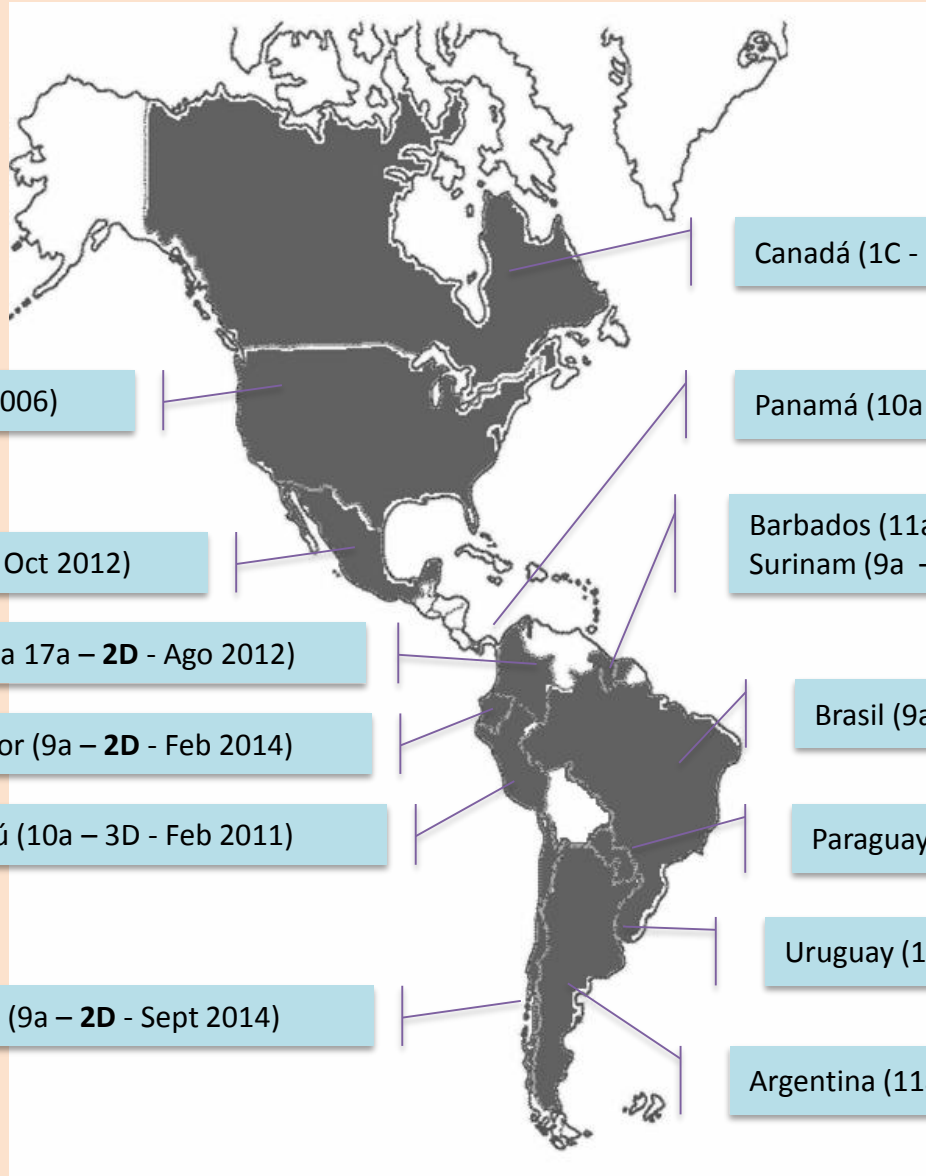 Canadá (1C -
006)
Panamá (10a
Oct 2012)
Barbados (11a
Surinam (9a -
a 17a – 2D - Ago 2012)
Brasil (9a
or (9a – 2D - Feb 2014)
ú (10a – 3D - Feb 2011)
Paraguay
Uruguay (1
(9a – 2D - Sept 2014)
Argentina (11